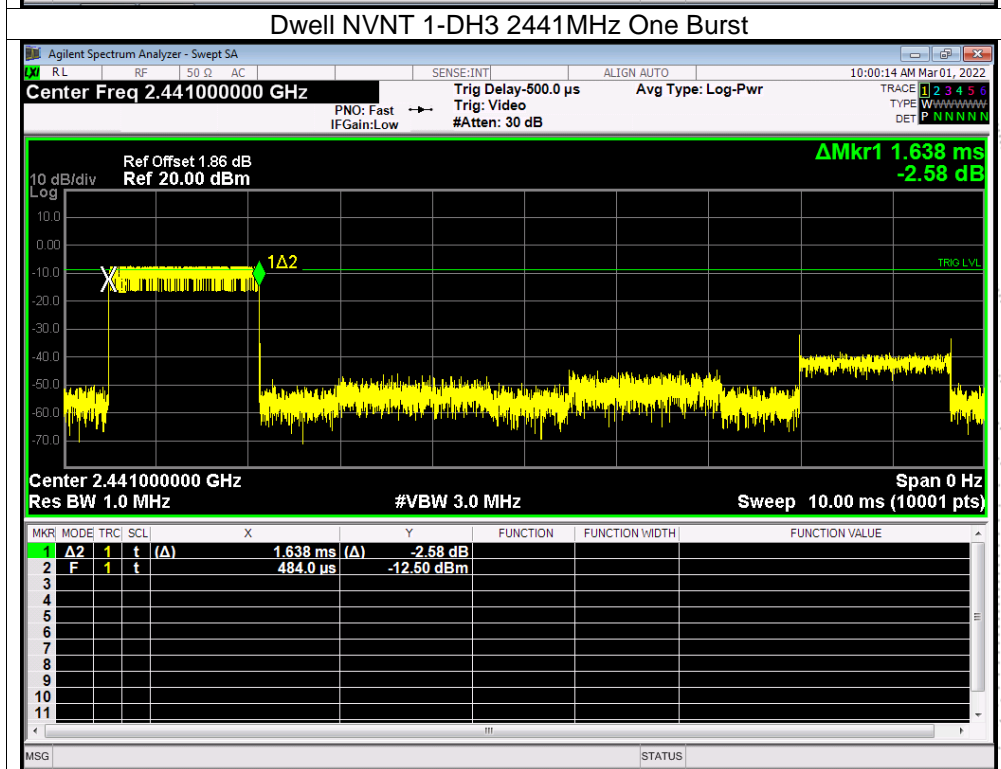 Dwell NVNT 1-DH3 2441MHz One Burst
Agilent Spectrum Analyzer - Swept SA
LXI RL RF 50 Ω AC SENSE:INT ALIGN AUTO 10:00:14 AM Mar 01, 2022
Center Freq 2.441000000 GHz Trig Delay-500.0 µs Avg Type: Log-Pwr TRACE 1 2 3 4 5 6
PNO: Fast Trig: Video TYPE WWWWWW
IFGain:Low #Atten: 30 dB DET P N N N N N
Ref Offset 1.86 dB ΔMkr1 1.638 ms
10 dB/div Ref 20.00 dBm -2.58 dB
Log
10.0
0.00
1Δ2
TRIG LVL
-10.0
-20.0
-30.0
-40.0
-50.0
-60.0
-70.0
Center 2.441000000 GHz Span 0 Hz
Res BW 1.0 MHz #VBW 3.0 MHz Sweep 10.00 ms (10001 pts)
MKR MODE TRC SCL X Y FUNCTION FUNCTION WIDTH FUNCTION VALUE
1 Δ2 1 t (Δ) 1.638 ms (Δ) -2.58 dB
2 F 1 t 484.0 µs -12.50 dBm
3
4
5
6
7
8
9
10
11
MSG STATUS